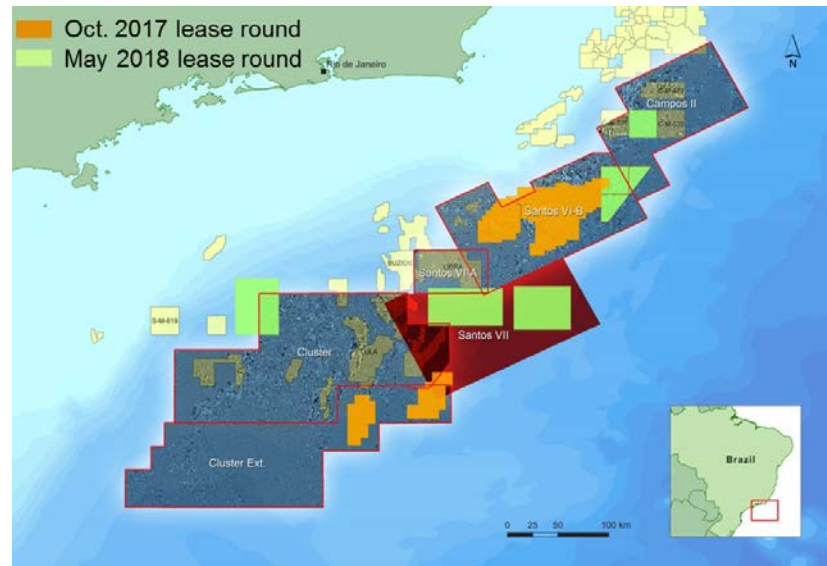 Oct. 2017 lease round
May 2018 lease round
Rio de Janeiro
N
Campos II
Santos VI-B
BUZIOS
Santos VI-A
S-M-619
Santos VII
Cluster
Cluster Ext.
Brazil
0 25 50 100 km